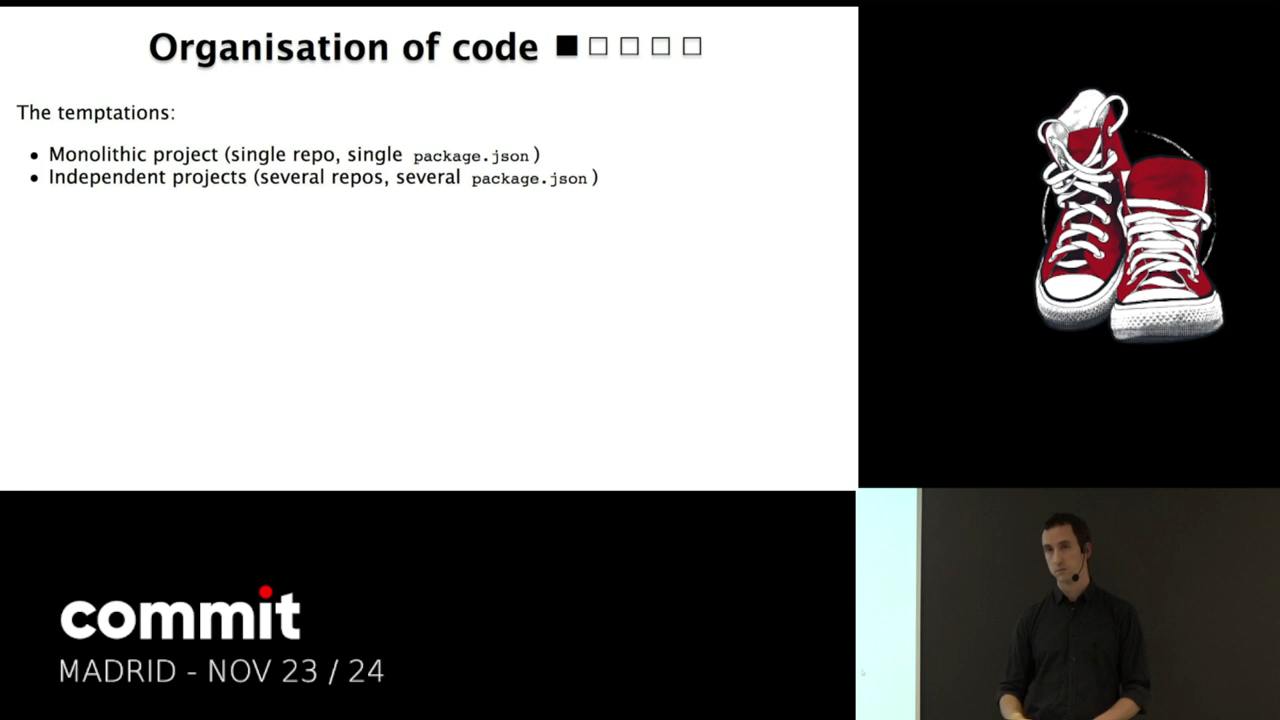 Organisation of code
The temptations:
Monolithic project (single repo, single package.json)
Independent projects (several repos, several package.json)
commit
MADRID - NOV 23 / 24